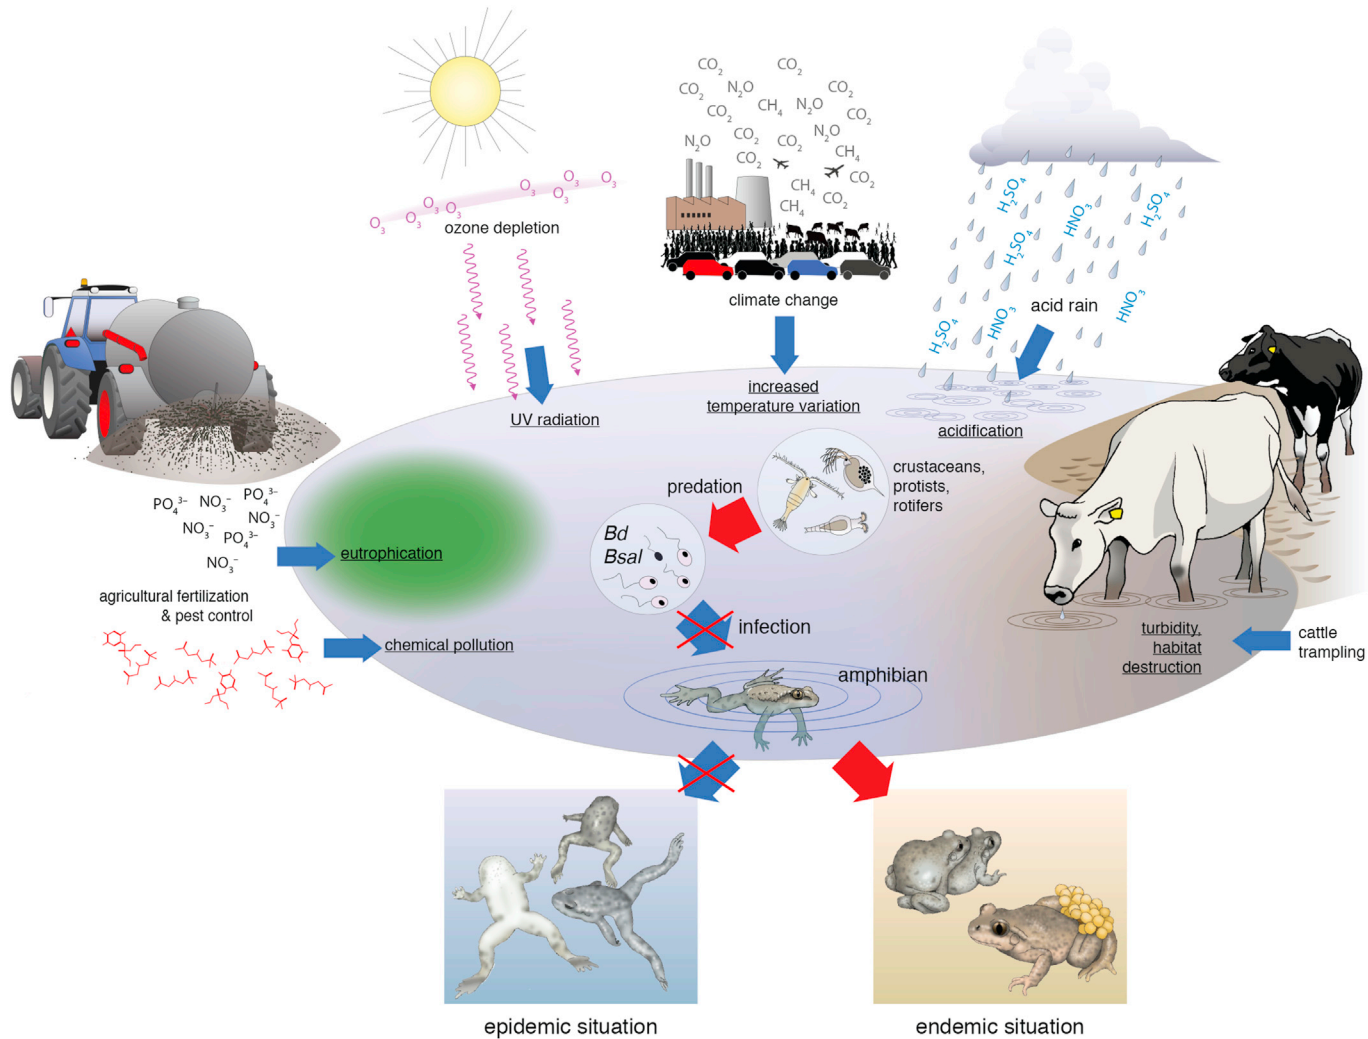 O₃
O₃
O₃
O₃
O₃
O₃
O₃
O₃
ozone depletion
UV radiation
CO₂
CO₂
CO₂
N₂O
CO₂
CH₄
N₂O
CO₂
CO₂
N₂O
CO₂
CO₂
N₂O
CO₂
CH₄
CO₂
CH₄
CO₂
CH₄
climate change
increased
temperature variation
H₂SO₄
HNO₃
H₂SO₄
H₂SO₄
HNO₃
HNO₃
H₂SO₄
acid rain
acidification
PO₄³⁻
NO₃⁻
PO₄³⁻
NO₃⁻
NO₃⁻
PO₄³⁻
NO₃⁻
eutrophication
agricultural fertilization
& pest control
chemical pollution
predation
crustaceans,
protists,
rotifers
Bd
Bsal
infection
amphibian
turbidity,
habitat
destruction
cattle
trampling
epidemic situation
endemic situation